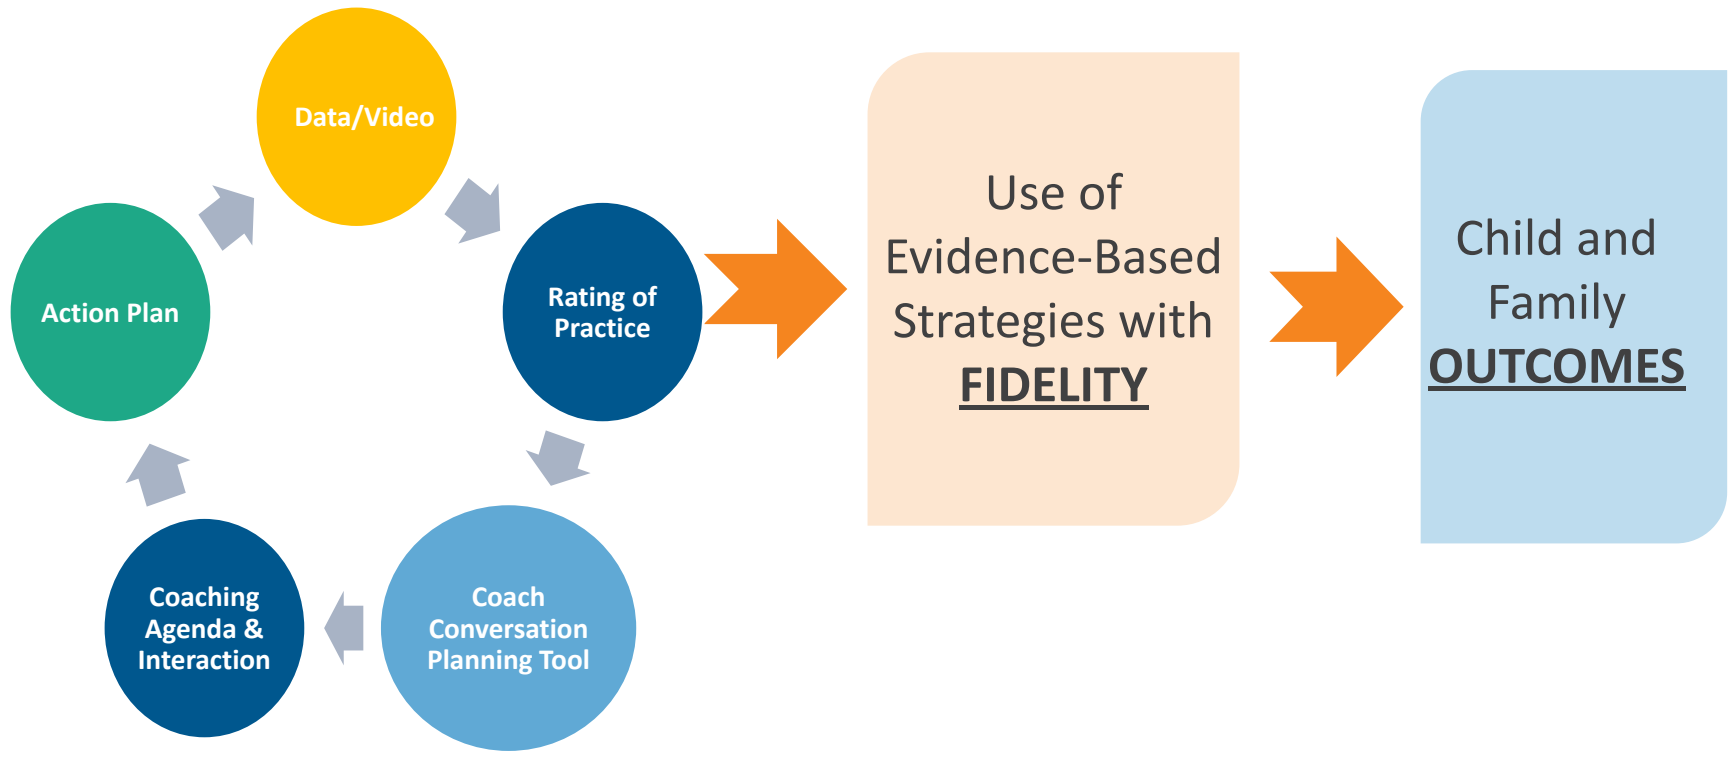 Data/Video
Rating of
Practice
Coach
Conversation
Planning Tool
Coaching
Agenda &
Interaction
Action Plan
Use of
Evidence-Based
Strategies with
FIDELITY
Child and
Family
OUTCOMES